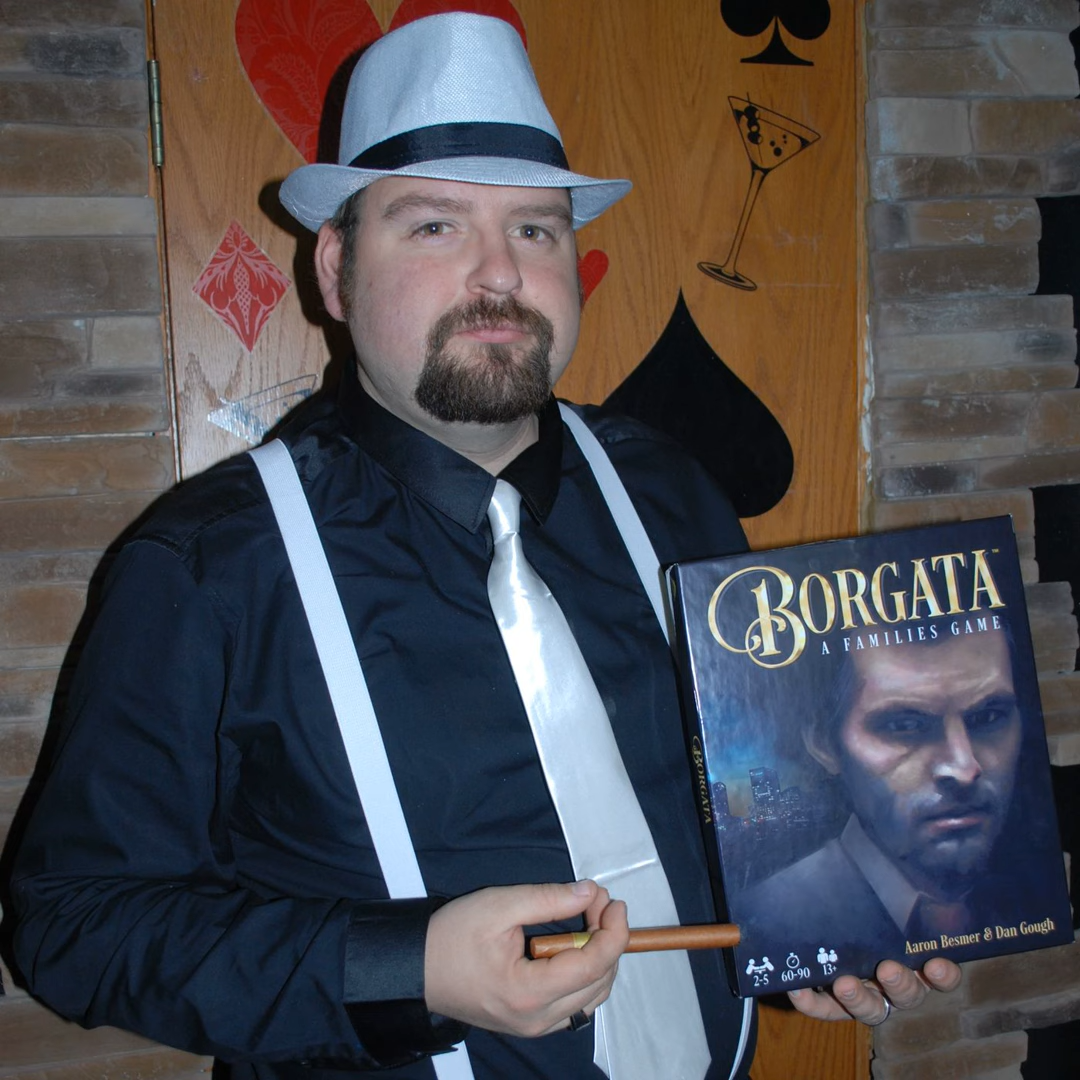 BORGATA™
A FAMILIES GAME
BORGATA
Aaron Besmer & Dan Gough
2-5 60-90 13+